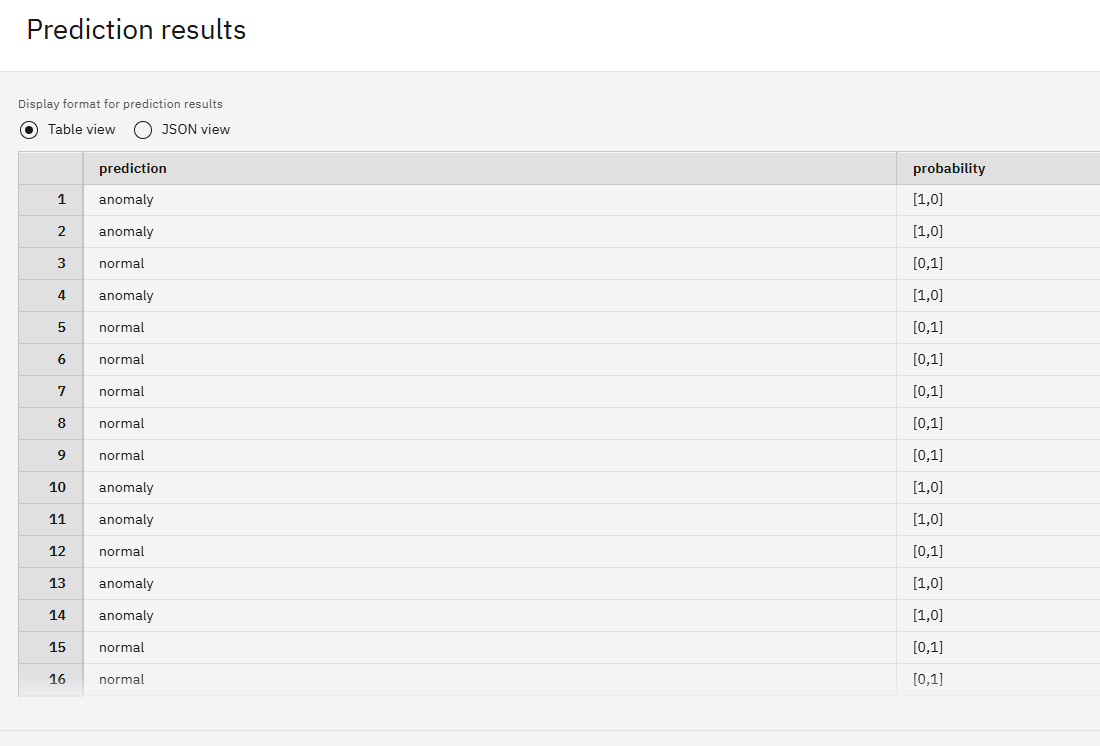 Prediction results
Display format for prediction results
Table view JSON view
prediction probability
1 anomaly [1,0]
2 anomaly [1,0]
3 normal [0,1]
4 anomaly [1,0]
5 normal [0,1]
6 normal [0,1]
7 normal [0,1]
8 normal [0,1]
9 normal [0,1]
10 anomaly [1,0]
11 anomaly [1,0]
12 normal [0,1]
13 anomaly [1,0]
14 anomaly [1,0]
15 normal [0,1]
16 normal [0,1]